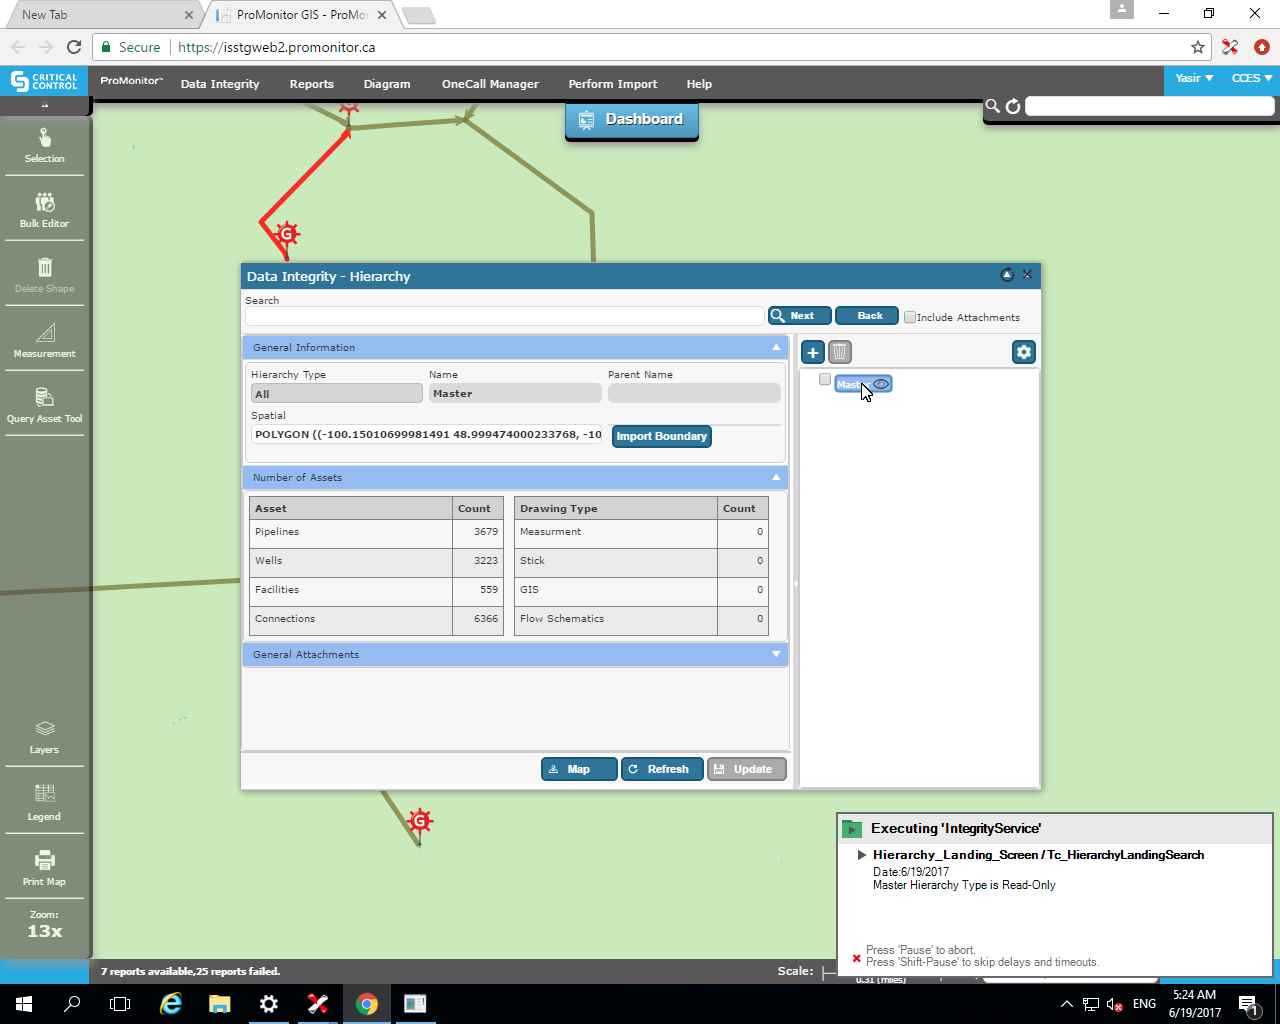 New Tab
ProMonitor GIS - ProMo
Secure
https://isstgweb2.promonitor.ca
CRITICAL CONTROL
ProMonitor™
Data Integrity
Reports
Diagram
OneCall Manager
Perform Import
Help
Yasir
CCES
Dashboard
Selection
Bulk Editor
Delete Shape
Measurement
Query Asset Tool
Layers
Legend
Print Map
Zoom:
13x
G
G
Data Integrity - Hierarchy
Search
Next
Back
Include Attachments
General Information
Hierarchy Type
Name
Parent Name
All
Master
Spatial
POLYGON ((-100.15010699981491 48.999474000233768, -10
Import Boundary
Number of Assets
Asset Count
Pipelines 3679
Wells 3223
Facilities 559
Connections 6366
Drawing Type Count
Measurment 0
Stick 0
GIS 0
Flow Schematics 0
General Attachments
Map
Refresh
Update
Executing 'IntegrityService'
Hierarchy_Landing_Screen / Tc_HierarchyLandingSearch
Date:6/19/2017
Master Hierarchy Type is Read-Only
Press 'Pause' to abort.
Press 'Shift-Pause' to skip delays and timeouts.
7 reports available,25 reports failed.
Scale:
0.31 (miles)
ENG
5:24 AM
6/19/2017
1